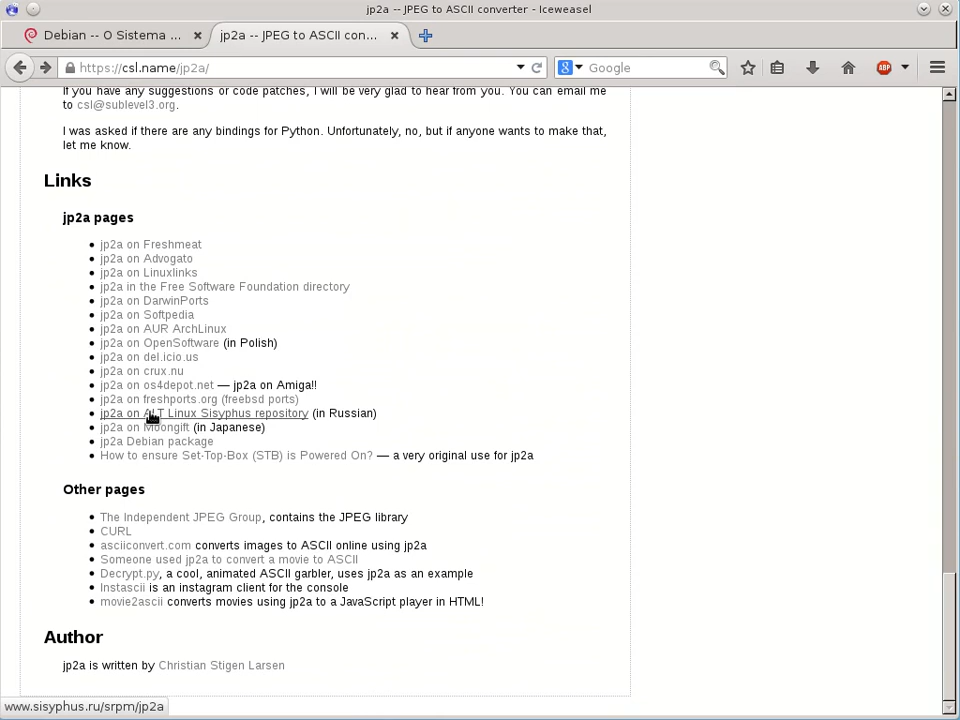 jp2a -- JPEG to ASCII converter - Iceweasel
Debian -- O Sistema ...
jp2a -- JPEG to ASCII con...
https://csl.name/jp2a/
8
Google
ABP
If you have any suggestions or code patches, I will be very glad to hear from you. You can email me
to csl@sublevel3.org.
I was asked if there are any bindings for Python. Unfortunately, no, but if anyone wants to make that,
let me know.
Links
jp2a pages
jp2a on Freshmeat
jp2a on Advogato
jp2a on Linuxlinks
jp2a in the Free Software Foundation directory
jp2a on DarwinPorts
jp2a on Softpedia
jp2a on AUR ArchLinux
jp2a on OpenSoftware (in Polish)
jp2a on del.icio.us
jp2a on crux.nu
jp2a on os4depot.net — jp2a on Amiga!!
jp2a on freshports.org (freebsd ports)
jp2a on ALT Linux Sisyphus repository (in Russian)
jp2a on Moongift (in Japanese)
jp2a Debian package
How to ensure Set-Top-Box (STB) is Powered On? — a very original use for jp2a
Other pages
The Independent JPEG Group, contains the JPEG library
CURL
asciiconvert.com converts images to ASCII online using jp2a
Someone used jp2a to convert a movie to ASCII
Decrypt.py, a cool, animated ASCII garbler, uses jp2a as an example
Instascii is an instagram client for the console
movie2ascii converts movies using jp2a to a JavaScript player in HTML!
Author
jp2a is written by Christian Stigen Larsen
www.sisyphus.ru/srpm/jp2a